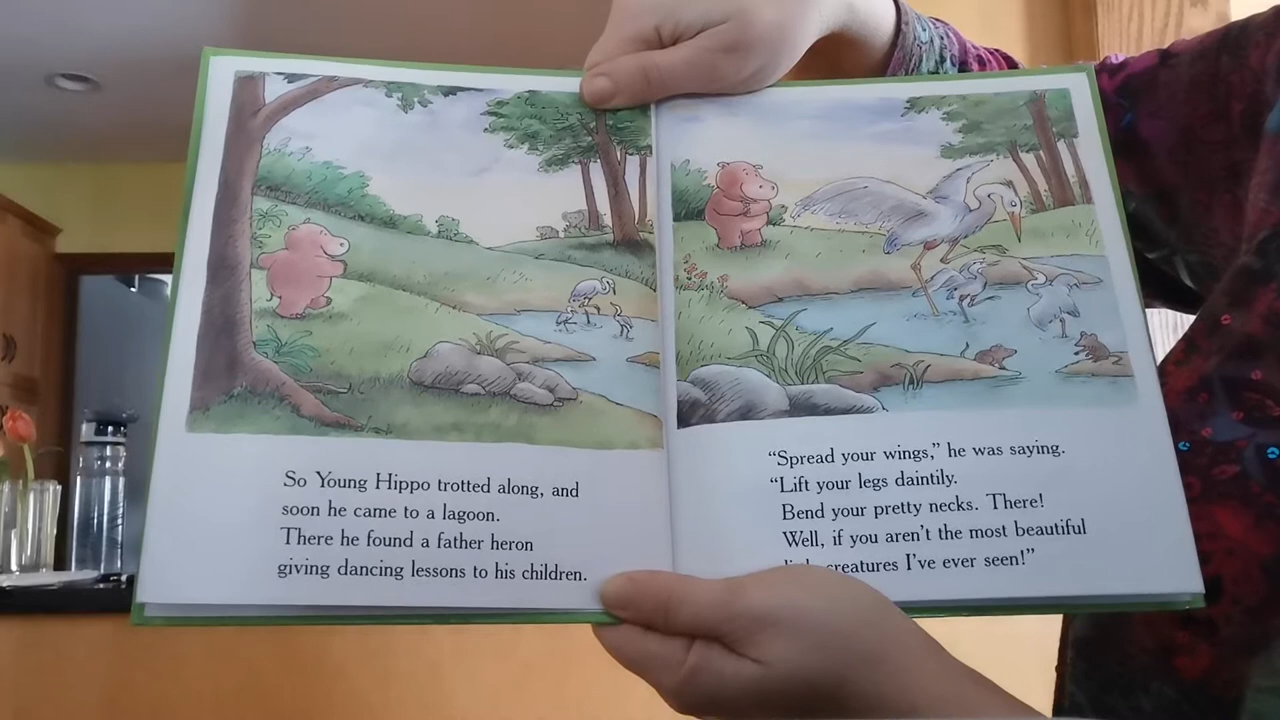 So Young Hippo trotted along, and
soon he came to a lagoon.
There he found a father heron
giving dancing lessons to his children.
“Spread your wings,” he was saying.
“Lift your legs daintily.
Bend your pretty necks. There!
Well, if you aren’t the most beautiful
creatures I’ve ever seen!”